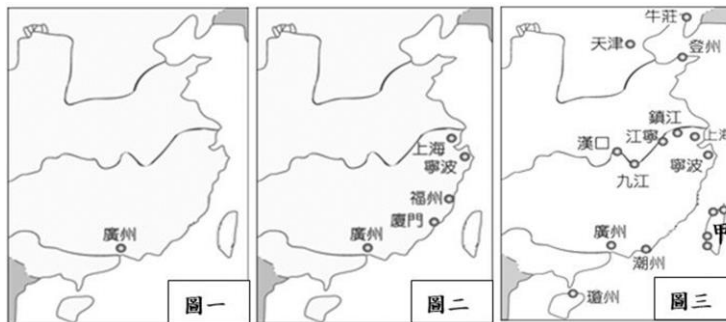 廣州
圖一
上海
寧波
福州
廈門
廣州
圖二
牛莊
天津
登州
鎮江
江寧
上海
漢口
九江
寧波
甲
廣州
潮州
瓊州
圖三